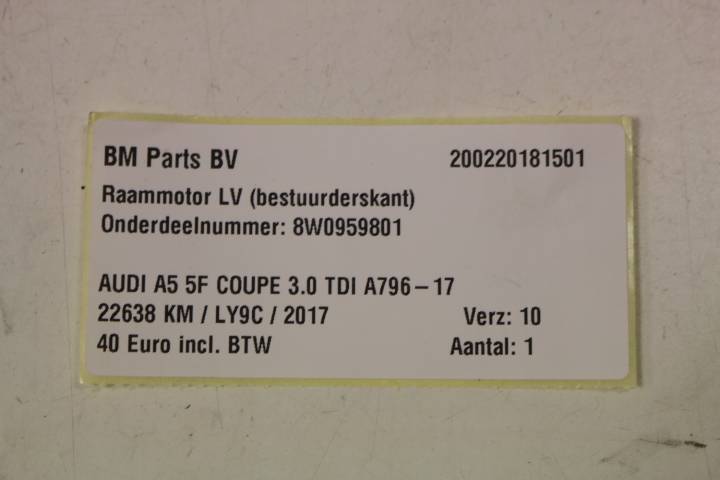 BM Parts BV 200220181501
Raammotor LV (bestuurderskant)
Onderdeelnummer: 8W0959801
AUDI A5 5F COUPE 3.0 TDI A796-17
22638 KM / LY9C / 2017 Verz: 10
40 Euro incl. BTW Aantal: 1